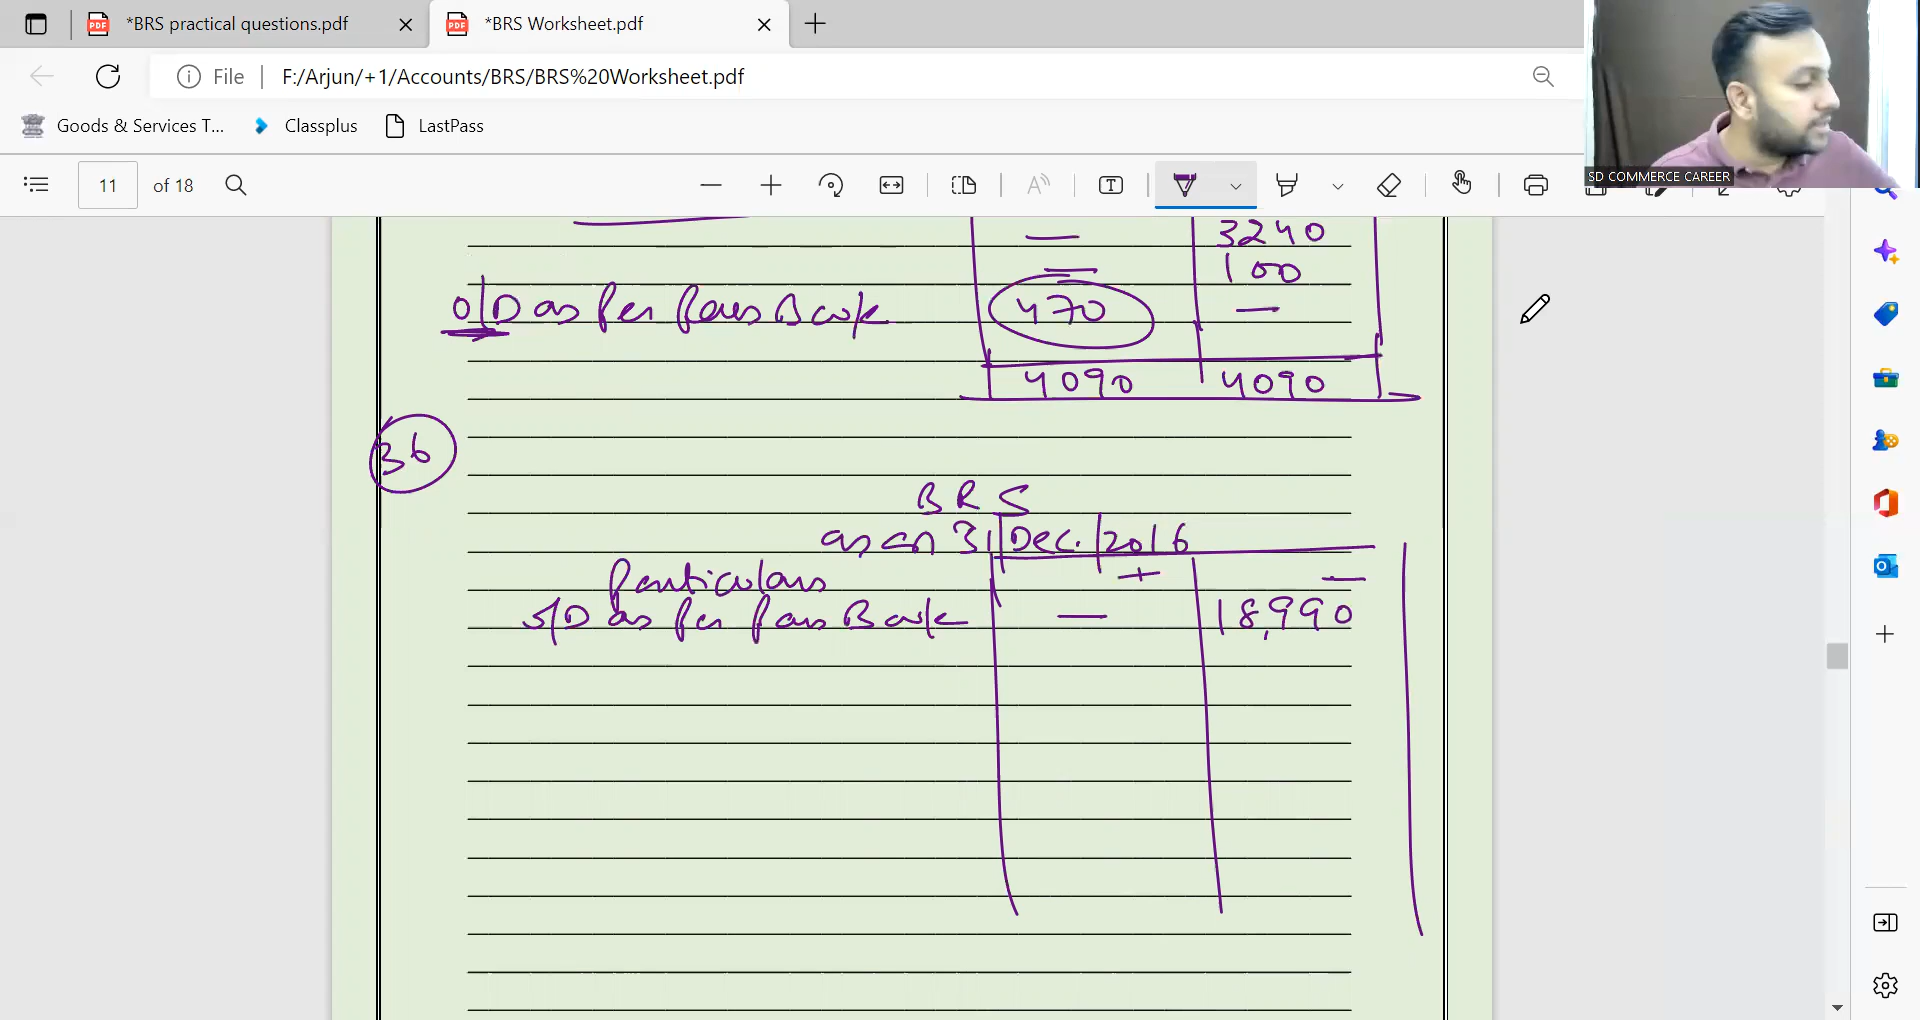 *BRS practical questions.pdf
*BRS Worksheet.pdf
File F:/Arjun/+1/Accounts/BRS/BRS%20Worksheet.pdf
Goods & Services T...
Classplus
LastPass
11 of 18
SD COMMERCE CAREER
— 3240
— 100
O/D as per pass Book 470 —
4090 4090
36
BRS
as on 31 Dec. 2016
Particulars + —
O/D as per pass Book — 18,990